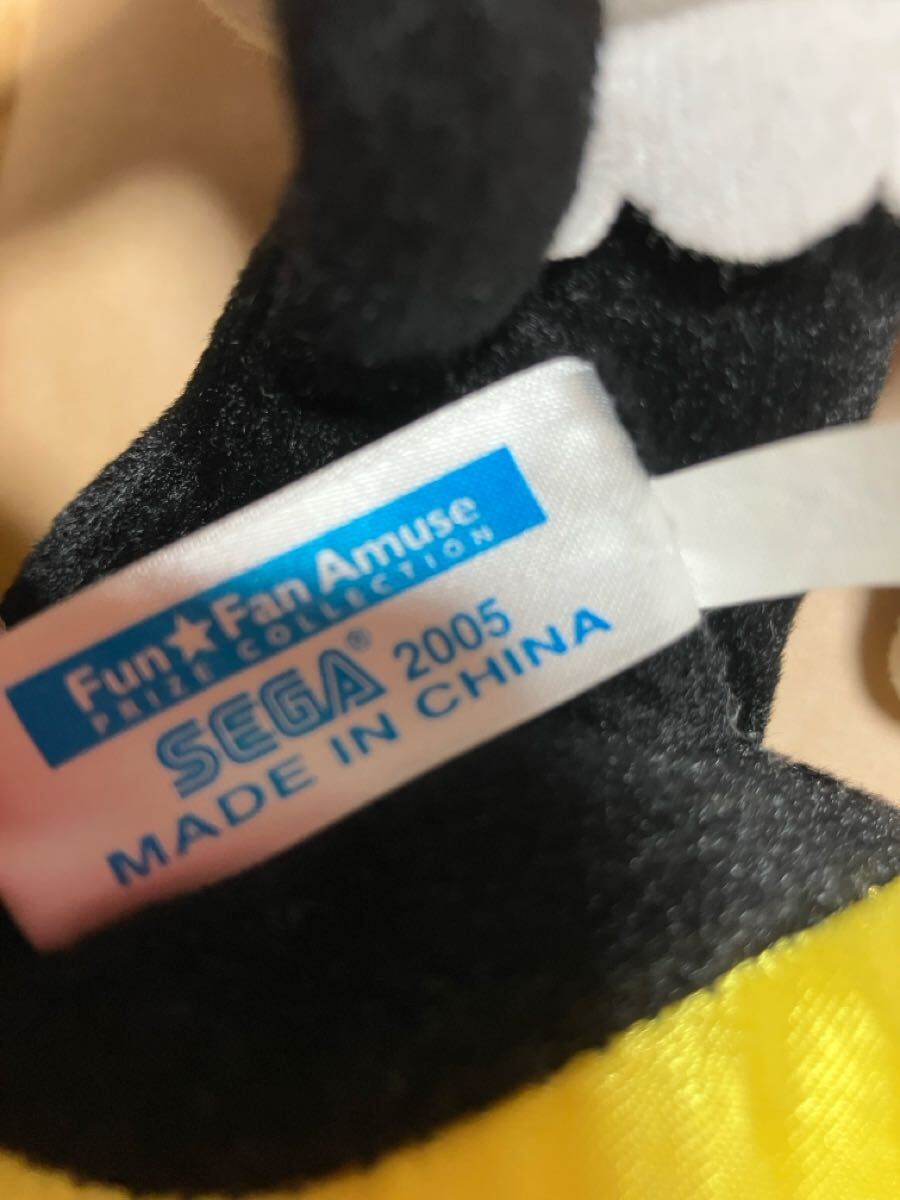 Fun★Fan Amuse
PRIZE COLLECTION
SEGA® 2005
MADE IN CHINA